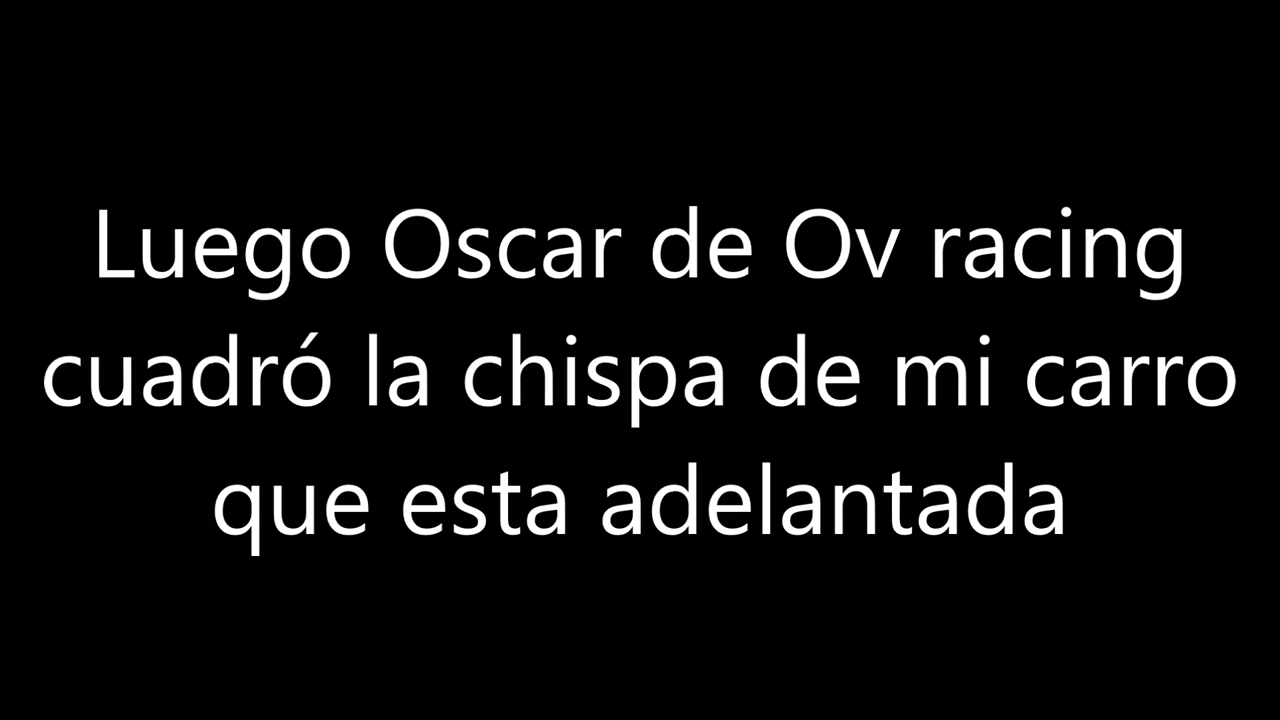 Luego Oscar de Ov racing
cuadró la chispa de mi carro
que esta adelantada